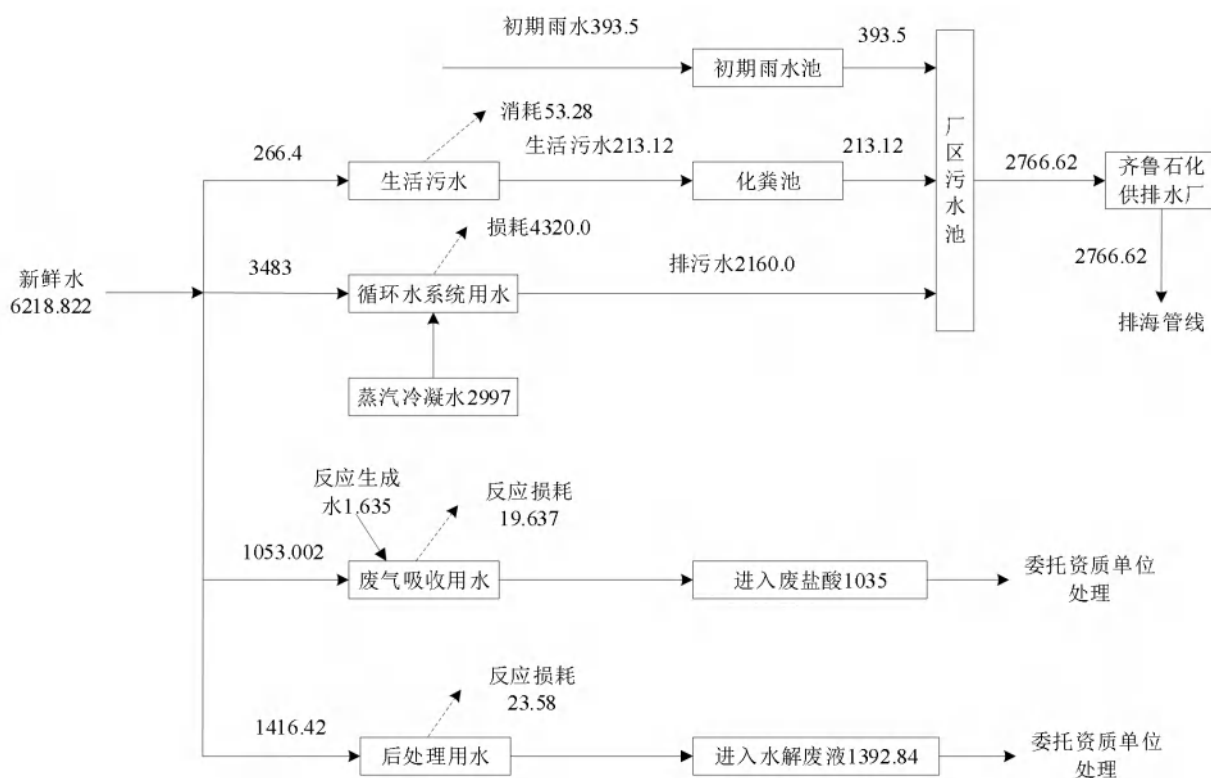 初期雨水393.5
393.5
初期雨水池
消耗53.28
生活污水213.12
213.12
266.4
生活污水
化粪池
厂区污水池
2766.62
齐鲁石化
供排水厂
损耗4320.0
排污水2160.0
2766.62
新鲜水
6218.822
3483
循环水系统用水
排海管线
蒸汽冷凝水2997
反应生成
水1.635
反应损耗
19.637
1053.002
废气吸收用水
进入废盐酸1035
委托资质单位
处理
反应损耗
23.58
1416.42
后处理用水
进入水解废液1392.84
委托资质单位
处理